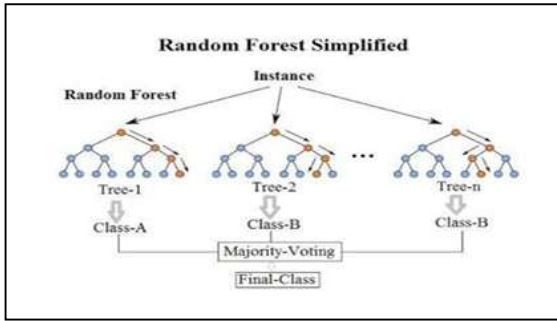 Random Forest Simplified
Instance
Random Forest
...
Tree-1 Tree-2 Tree-n
Class-A Class-B Class-B
Majority-Voting
Final-Class